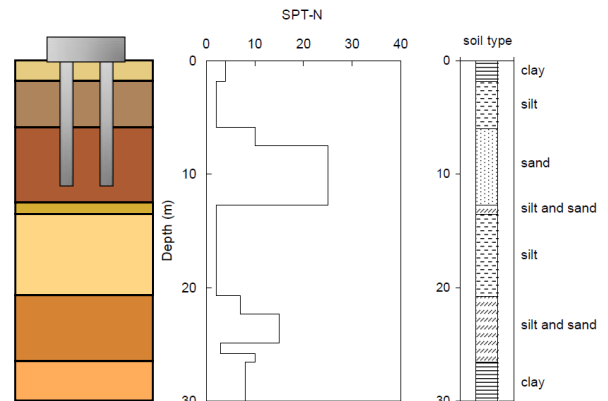 SPT-N
0 10 20 30 40
Depth (m)
0
10
20
30
soil type
0
10
20
30
clay
silt
sand
silt and sand
silt
silt and sand
clay